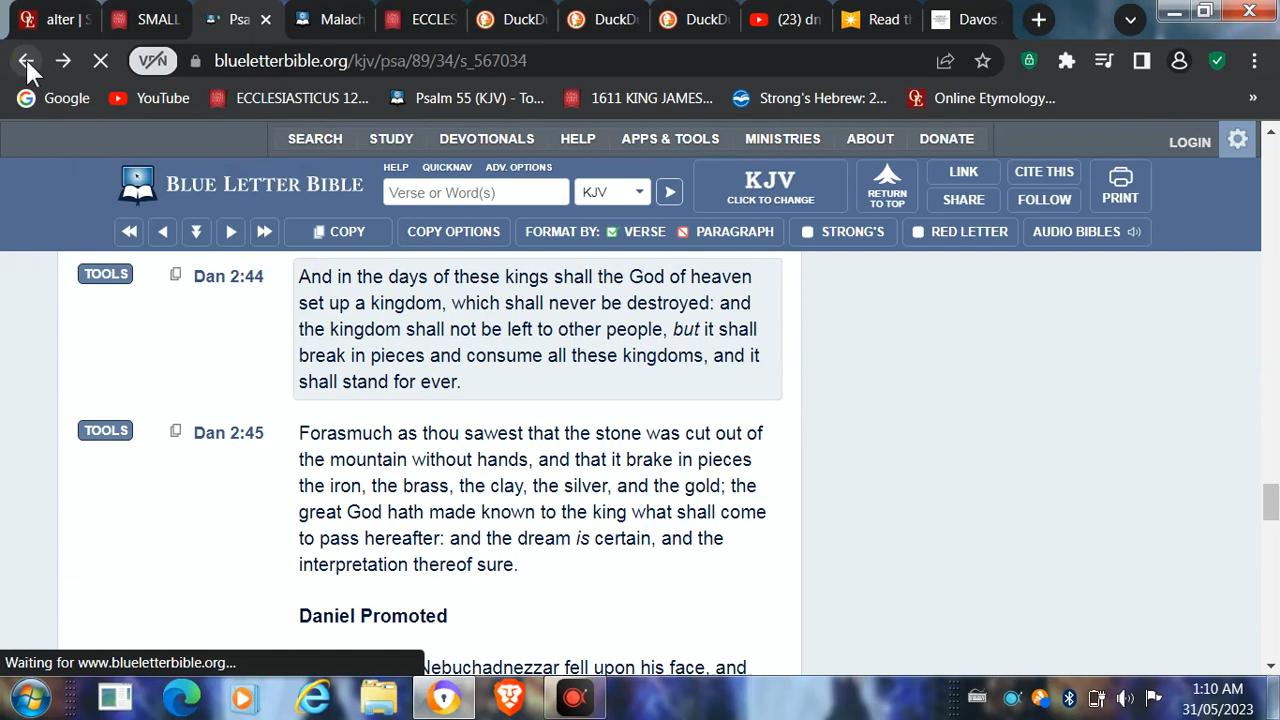 alter | S
SMALL
Psa
Malach
ECCLES
DuckD
DuckDu
DuckDu
(23) d
Read th
Davos
VPN
blueletterbible.org/kjv/psa/89/34/s_567034
Google
YouTube
ECCLESIASTICUS 12...
Psalm 55 (KJV) - To...
1611 KING JAMES...
Strong's Hebrew: 2...
Online Etymology...
»
SEARCH STUDY DEVOTIONALS HELP APPS & TOOLS MINISTRIES ABOUT DONATE
LOGIN
BLUE LETTER BIBLE
HELP QUICKNAV ADV. OPTIONS
Verse or Word(s)
KJV
KJV
CLICK TO CHANGE
RETURN
TO TOP
LINK
CITE THIS
SHARE
FOLLOW
PRINT
COPY
COPY OPTIONS
FORMAT BY: VERSE PARAGRAPH
STRONG'S
RED LETTER
AUDIO BIBLES
TOOLS
Dan 2:44
And in the days of these kings shall the God of heaven
set up a kingdom, which shall never be destroyed: and
the kingdom shall not be left to other people, but it shall
break in pieces and consume all these kingdoms, and it
shall stand for ever.
TOOLS
Dan 2:45
Forasmuch as thou sawest that the stone was cut out of
the mountain without hands, and that it brake in pieces
the iron, the brass, the clay, the silver, and the gold; the
great God hath made known to the king what shall come
to pass hereafter: and the dream is certain, and the
interpretation thereof sure.
Daniel Promoted
Nebuchadnezzar fell upon his face, and
Waiting for www.blueletterbible.org...
1:10 AM
31/05/2023